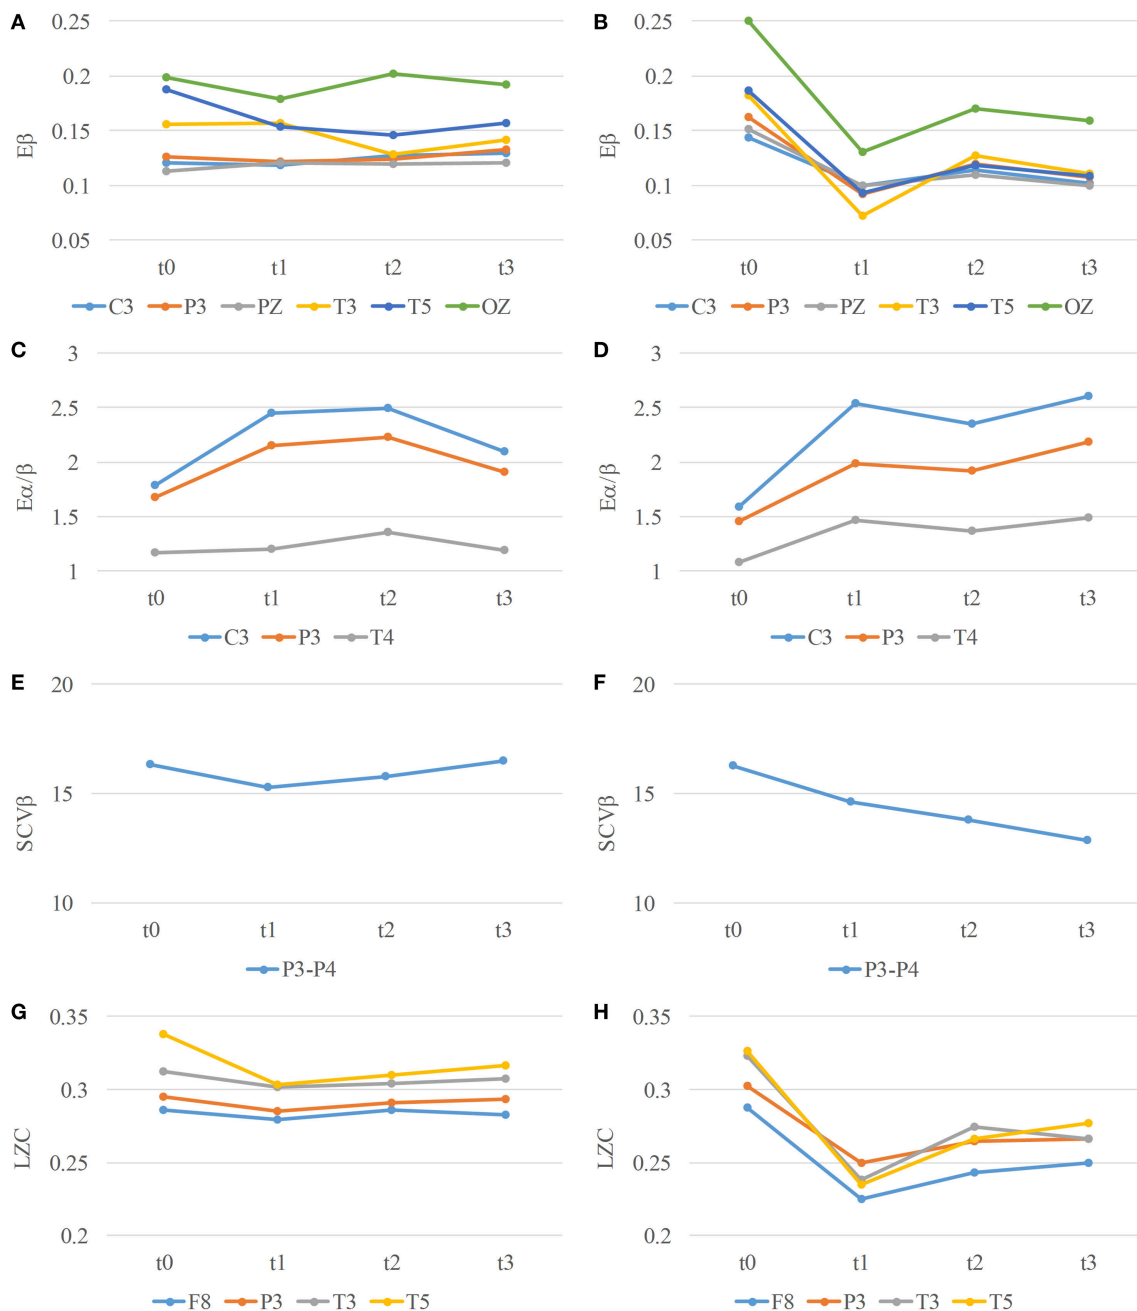 A
0.25
0.2
0.15
0.1
0.05
Eβ
t0 t1 t2 t3
C3 P3 PZ T3 T5 OZ
B
0.25
0.2
0.15
0.1
0.05
Eβ
t0 t1 t2 t3
C3 P3 PZ T3 T5 OZ
C
3
2.5
2
1.5
1
Eα/β
t0 t1 t2 t3
C3 P3 T4
D
3
2.5
2
1.5
1
Eα/β
t0 t1 t2 t3
C3 P3 T4
E
20
15
10
SCVβ
t0 t1 t2 t3
P3-P4
F
20
15
10
SCVβ
t0 t1 t2 t3
P3-P4
G
0.35
0.3
0.25
0.2
LZC
t0 t1 t2 t3
F8 P3 T3 T5
H
0.35
0.3
0.25
0.2
LZC
t0 t1 t2 t3
F8 P3 T3 T5